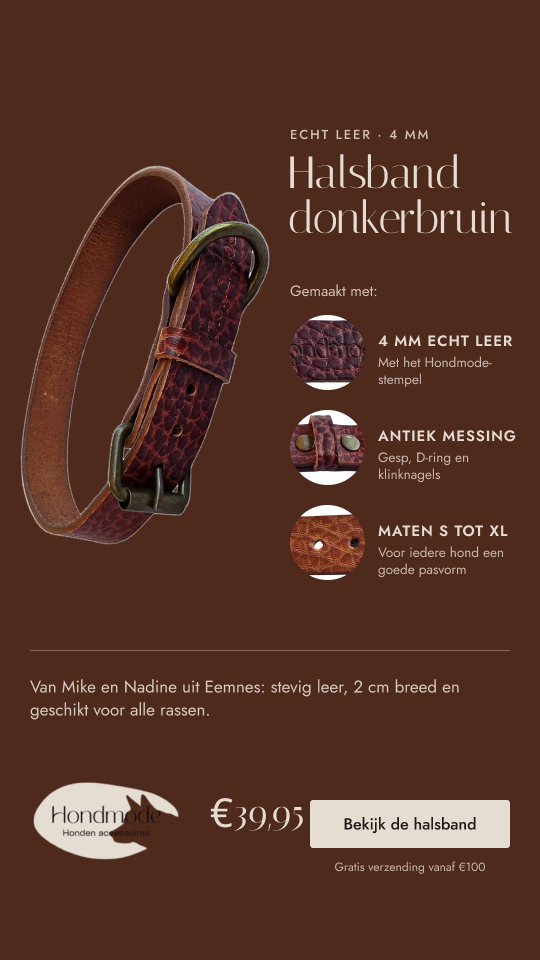 ECHT LEER · 4 MM
Halsband
donkerbruin
Gemaakt met:
4 MM ECHT LEER
Met het Hondmode-
stempel
ANTIEK MESSING
Gesp, D-ring en
klinknagels
MATEN S TOT XL
Voor iedere hond een
goede pasvorm
Van Mike en Nadine uit Eemnes: stevig leer, 2 cm breed en
geschikt voor alle rassen.
Hondmode
Honden accessoires
€39,95
Bekijk de halsband
Gratis verzending vanaf €100